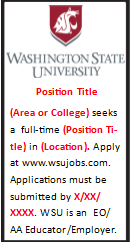 WASHINGTON STATE
UNIVERSITY
Position Title
(Area or College) seeks
a full-time (Position Ti-
tle) in (Location). Apply
at www.wsujobs.com.
Applications must be
submitted by X/XX/
XXXX. WSU is an EO/
AA Educator/Employer.